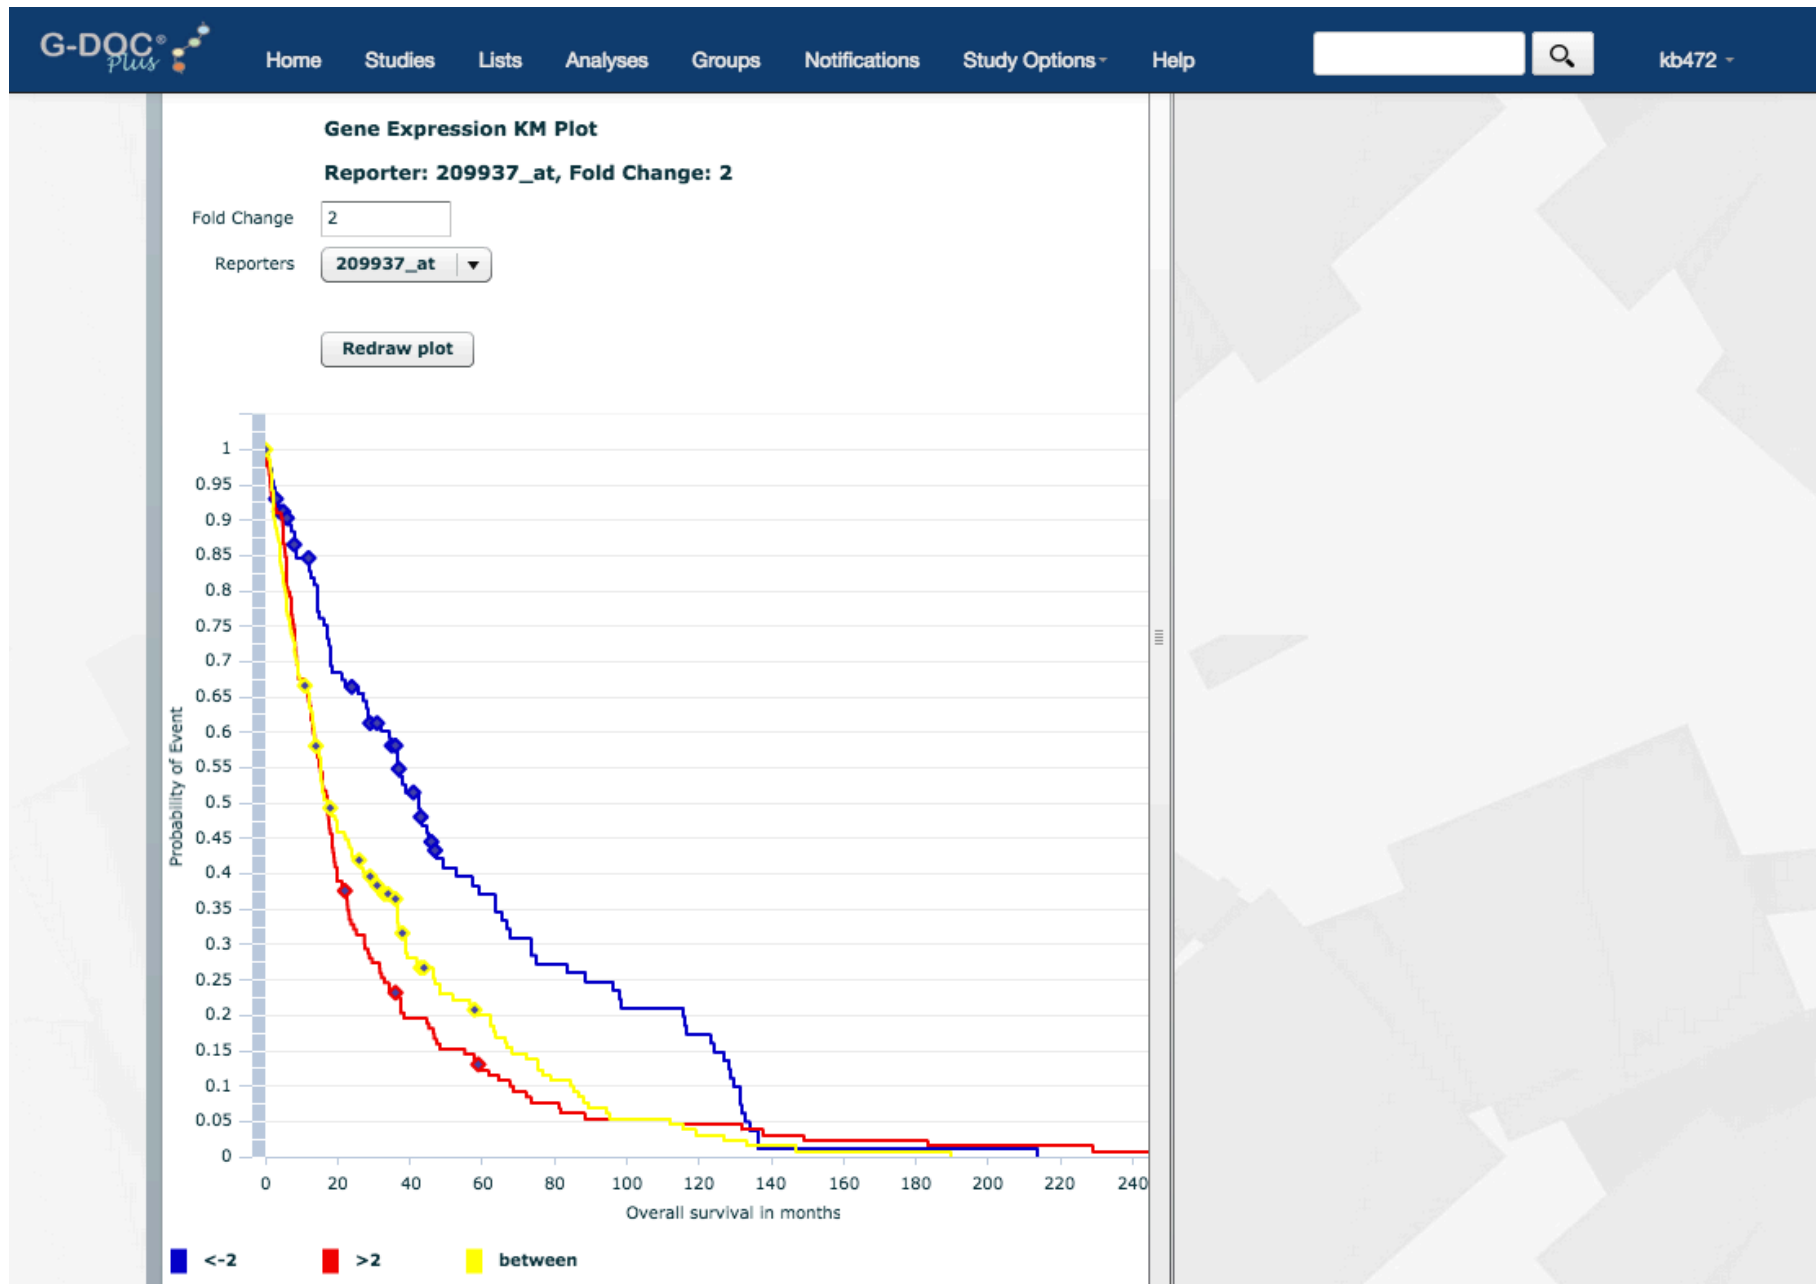 G-DOC®
Plus
Home Studies Lists Analyses Groups Notifications Study Options Help kb472
Gene Expression KM Plot
Reporter: 209937_at, Fold Change: 2
Fold Change 2
Reporters 209937_at
Redraw plot
Probability of Event
1
0.95
0.9
0.85
0.8
0.75
0.7
0.65
0.6
0.55
0.5
0.45
0.4
0.35
0.3
0.25
0.2
0.15
0.1
0.05
0
0 20 40 60 80 100 120 140 160 180 200 220 240
Overall survival in months
<-2 >2 between